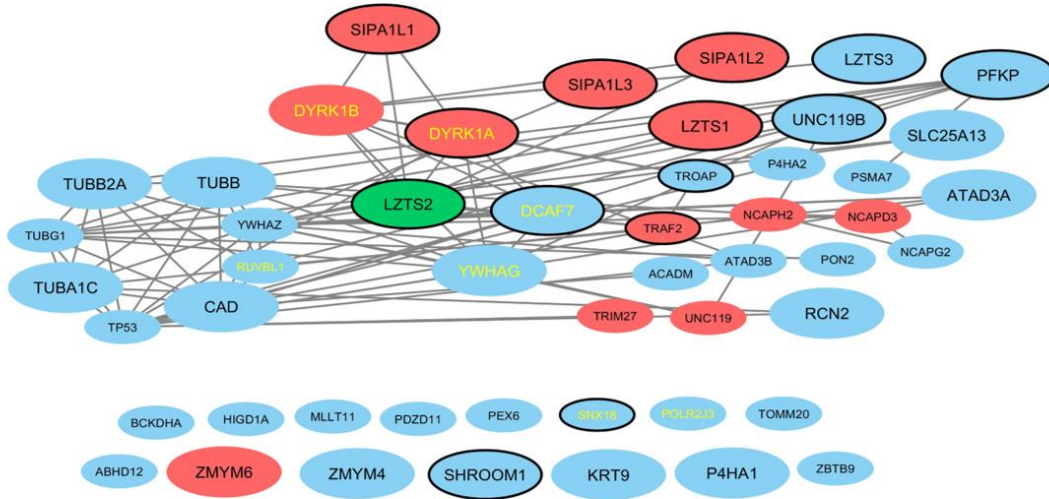 SIPA1L1
SIPA1L2
LZTS3
SIPA1L3
PFKP
DYRK1B
DYRK1A
LZTS1
UNC119B
SLC25A13
P4HA2
TROAP
PSMA7
TUBB2A
TUBB
ATAD3A
LZTS2
DCAF7
NCAPH2
NCAPD3
YWHAZ
TRAF2
TUBG1
NCAPG2
RUVBL1
YWHAG
ATAD3B
PON2
ACADM
TUBA1C
CAD
RCN2
TRIM27
UNC119
TP53
BCKDHA
HIGD1A
MLLT11
PDZD11
PEX6
SNX18
POLR2J3
TOMM20
ABHD12
ZMYM6
ZMYM4
SHROOM1
KRT9
P4HA1
ZBTB9